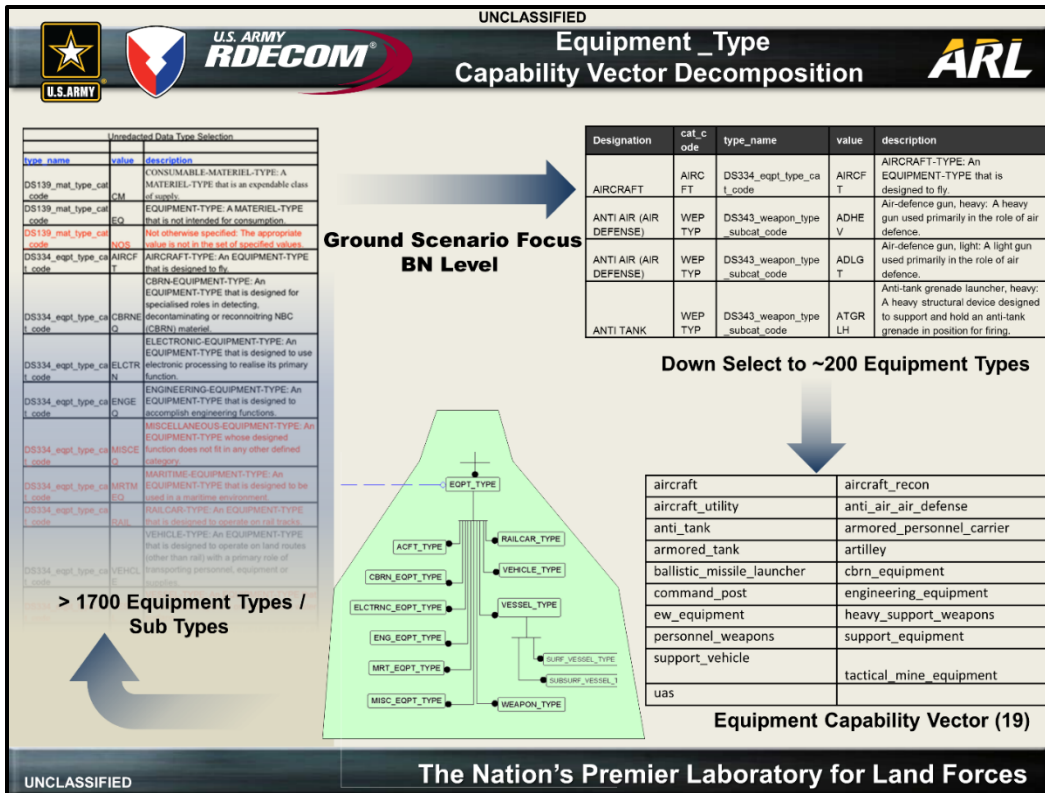 UNCLASSIFIED
U.S.ARMY
U.S. ARMY
RDECOM®
Equipment _Type
Capability Vector Decomposition
ARL
Unredacted Data Type Selection
type_name value description
DS139_mat_type_cat_code CM CONSUMABLE-MATERIEL-TYPE: A MATERIEL-TYPE that is an expendable class of supply.
DS139_mat_type_cat_code EQ EQUIPMENT-TYPE: A MATERIEL-TYPE that is not intended for consumption.
DS139_mat_type_cat_code NOS Not otherwise specified: The appropriate value is not in the set of specified values.
DS334_eqpt_type_cat_code AIRCFT AIRCRAFT-TYPE: An EQUIPMENT-TYPE that is designed to fly.
DS334_eqpt_type_cat_code CBRNEQ CBRN-EQUIPMENT-TYPE: An EQUIPMENT-TYPE that is designed for specialised roles in detecting, decontaminating or reconnoitring NBC (CBRN) materiel.
DS334_eqpt_type_cat_code ELCTRN ELECTRONIC-EQUIPMENT-TYPE: An EQUIPMENT-TYPE that is designed to use electronic processing to realise its primary function.
DS334_eqpt_type_cat_code ENGEQ ENGINEERING-EQUIPMENT-TYPE: An EQUIPMENT-TYPE that is designed to accomplish engineering functions.
DS334_eqpt_type_cat_code MISCEQ MISCELLANEOUS-EQUIPMENT-TYPE: An EQUIPMENT-TYPE whose designed function does not fit in any other defined category.
DS334_eqpt_type_cat_code MRTMEQ MARITIME-EQUIPMENT-TYPE: An EQUIPMENT-TYPE that is designed to be used in a maritime environment.
DS334_eqpt_type_cat_code RAIL RAILCAR-TYPE: An EQUIPMENT-TYPE that is designed to operate on rail tracks.
DS334_eqpt_type_cat_code VEHCLE VEHICLE-TYPE: An EQUIPMENT-TYPE that is designed to operate on land routes (other than rail) with a primary role of transporting personnel, equipment or supplies.
> 1700 Equipment Types /
Sub Types
Ground Scenario Focus
BN Level
Designation cat_code type_name value description
AIRCRAFT AIRCFT DS334_eqpt_type_cat_code AIRCFT AIRCRAFT-TYPE: An EQUIPMENT-TYPE that is designed to fly.
ANTI AIR (AIR DEFENSE) WEPTYP DS343_weapon_type_subcat_code ADHEV Air-defence gun, heavy: A heavy gun used primarily in the role of air defence.
ANTI AIR (AIR DEFENSE) WEPTYP DS343_weapon_type_subcat_code ADLGT Air-defence gun, light: A light gun used primarily in the role of air defence.
ANTI TANK WEPTYP DS343_weapon_type_subcat_code ATGRLH Anti-tank grenade launcher, heavy: A heavy structural device designed to support and hold an anti-tank grenade in position for firing.
Down Select to ~200 Equipment Types
EQPT_TYPE
ACFT_TYPE
RAILCAR_TYPE
CBRN_EQPT_TYPE
VEHICLE_TYPE
ELCTRNC_EQPT_TYPE
VESSEL_TYPE
ENG_EQPT_TYPE
SURF_VESSEL_TYPE
MRT_EQPT_TYPE
SUBSURF_VESSEL_T
MISC_EQPT_TYPE
WEAPON_TYPE
aircraft aircraft_recon
aircraft_utility anti_air_air_defense
anti_tank armored_personnel_carrier
armored_tank artilley
ballistic_missile_launcher cbrn_equipment
command_post engineering_equipment
ew_equipment heavy_support_weapons
personnel_weapons support_equipment
support_vehicle tactical_mine_equipment
uas
Equipment Capability Vector (19)
UNCLASSIFIED
The Nation's Premier Laboratory for Land Forces